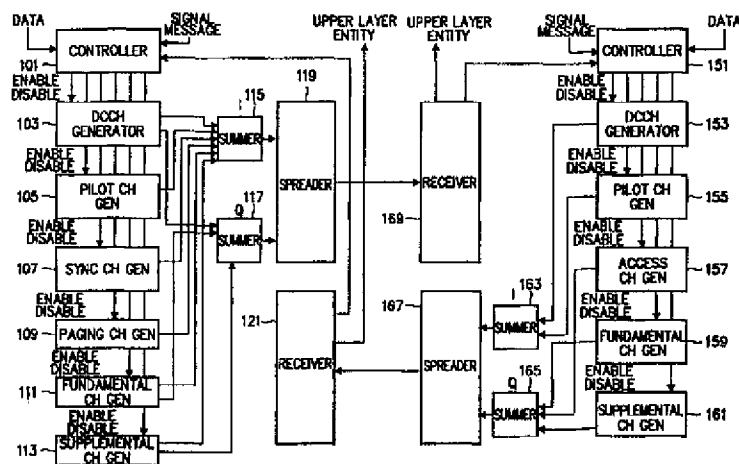 DATA
SIGNAL
MESSAGE
CONTROLLER
101
ENABLE
DISABLE
DCCH
GENERATOR
103
ENABLE
DISABLE
PILOT CH
GEN
105
ENABLE
DISABLE
SYNC CH GEN
107
ENABLE
DISABLE
PAGING CH GEN
109
ENABLE
DISABLE
FUNDAMENTAL
CH GEN
111
ENABLE
DISABLE
SUPPLEMENTAL
CH GEN
113
I
115
SUMMER
Q
117
SUMMER
119
SPREADER
121
RECEIVER
UPPER LAYER
ENTITY
UPPER LAYER
ENTITY
RECEIVER
169
167
SPREADER
I
163
SUMMER
Q
165
SUMMER
SIGNAL
MESSAGE
DATA
CONTROLLER
151
ENABLE
DISABLE
DCCH
GENERATOR
153
ENABLE
DISABLE
PILOT CH
GEN
155
ENABLE
DISABLE
ACCESS
CH GEN
157
ENABLE
DISABLE
FUNDAMENTAL
CH GEN
159
ENABLE
DISABLE
SUPPLEMENTAL
CH GEN
161